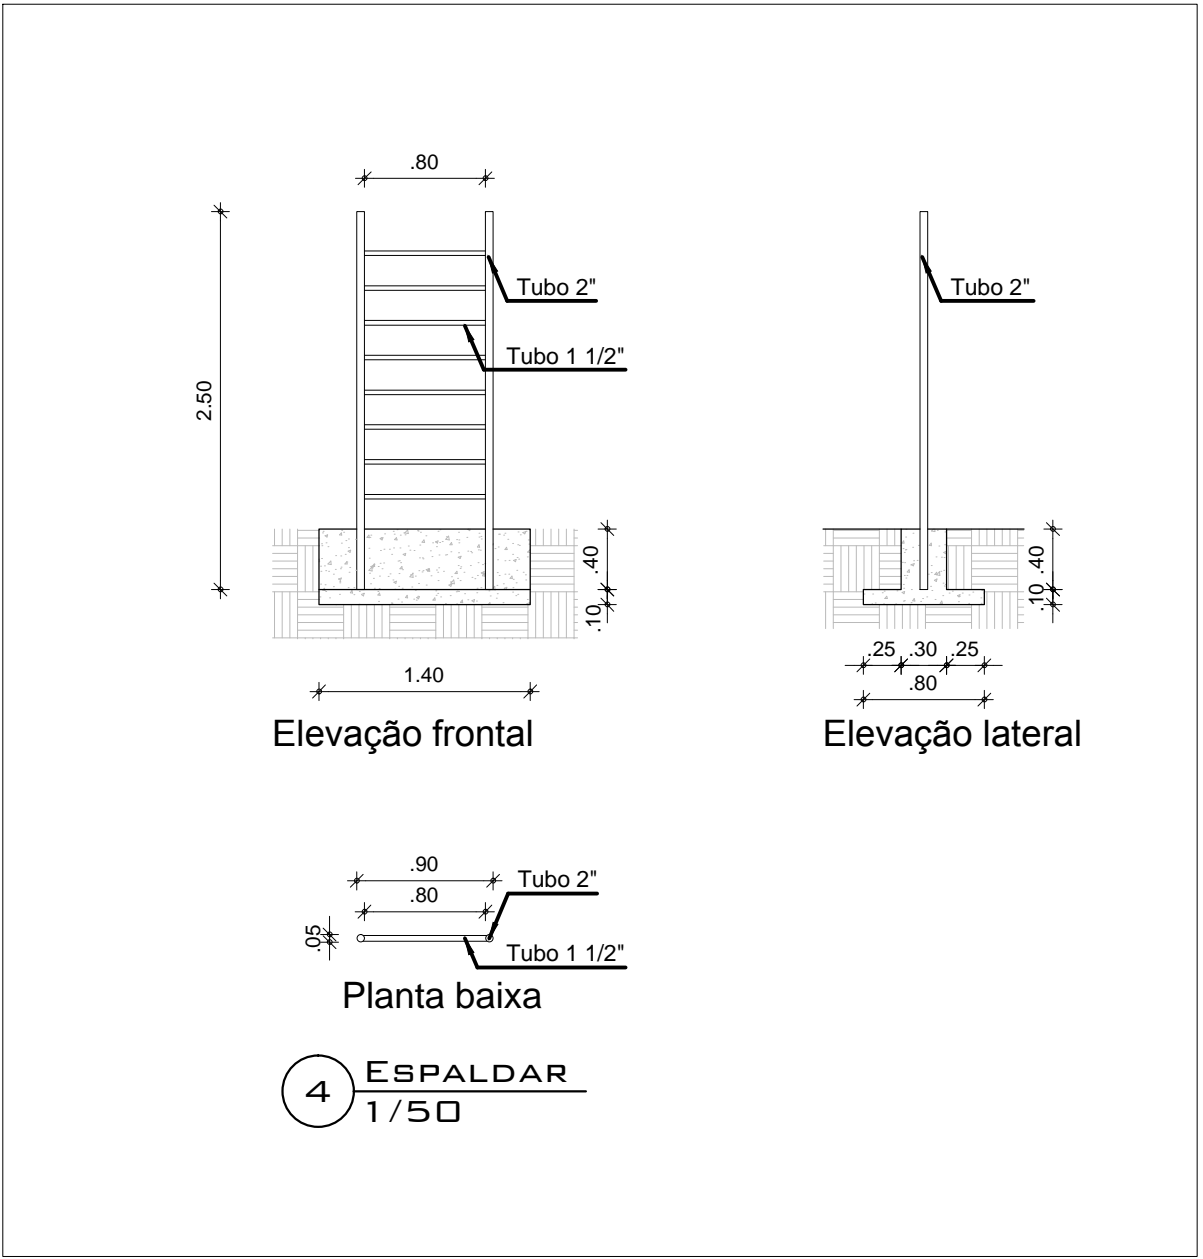 .80
2.50
Tubo 2"
Tubo 1 1/2"
.40
.10
1.40
Elevação frontal
Tubo 2"
.40
.10
.25 .30 .25
.80
Elevação lateral
.90
.80
.05
Tubo 2"
Tubo 1 1/2"
Planta baixa
4
ESPALDAR
1/50